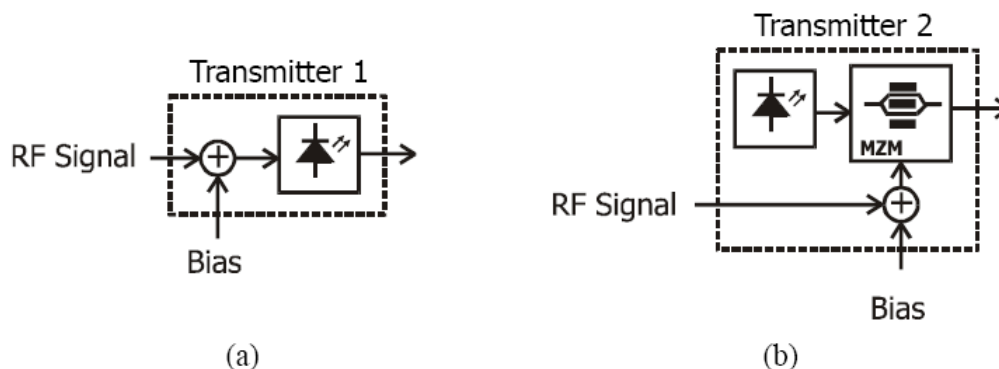 Transmitter 1
RF Signal
Bias
(a)
Transmitter 2
MZM
RF Signal
Bias
(b)